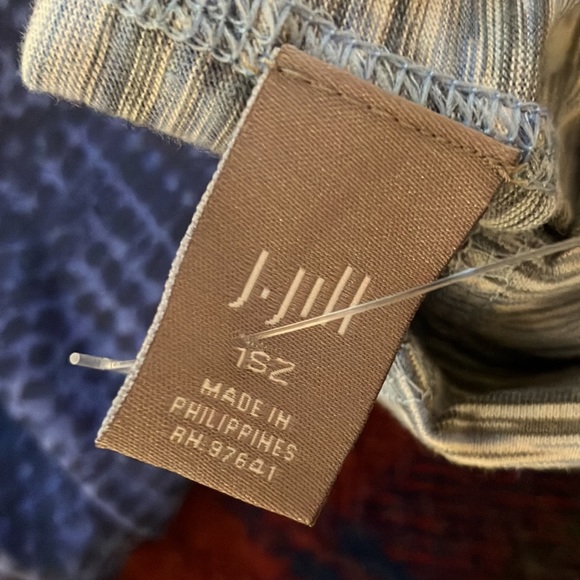 J.Jill
1SZ
MADE IN
PHILIPPINES
RN.97641